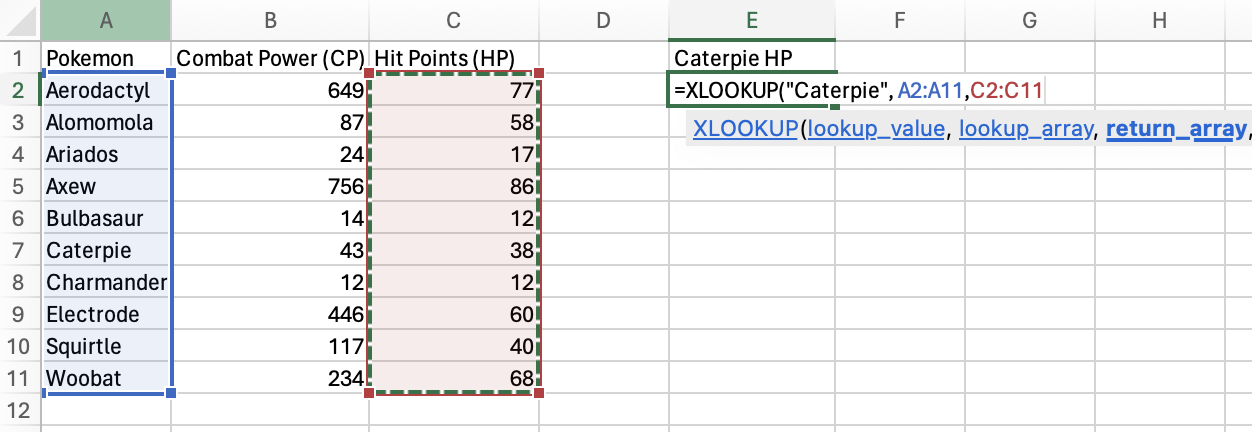 A B C D E F G H
1 Pokemon Combat Power (CP) Hit Points (HP) Caterpie HP
2 Aerodactyl 649 77 =XLOOKUP("Caterpie", A2:A11,C2:C11
3 Alomomola 87 58 XLOOKUP(lookup_value, lookup_array, return_array,
4 Ariados 24 17
5 Axew 756 86
6 Bulbasaur 14 12
7 Caterpie 43 38
8 Charmander 12 12
9 Electrode 446 60
10 Squirtle 117 40
11 Woobat 234 68
12